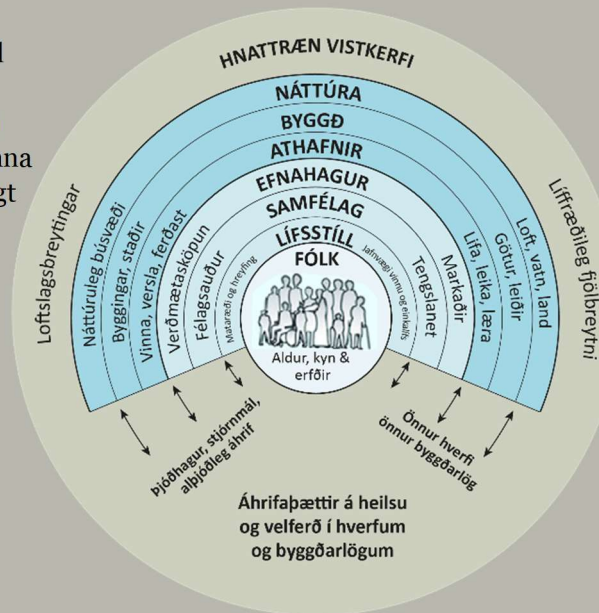 l
nna
gt
HNATTRÆN VISTKERFI
Loftslagsbreytingar
Líffræðileg fjölbreytni
NÁTTÚRA
Náttúruleg búsvæði
Loft, vatn, land
BYGGÐ
Byggingar, staðir
Götur, leiðir
ATHAFNIR
Vinna, versla, ferðast
Lifa, leika, læra
EFNAHAGUR
Verðmætasköpun
Markaðir
SAMFÉLAG
Félagsauður
Tengslanet
LÍFSSTÍLL
Mataræði og hreyfing
Jafnvægi vinnu og einkalífs
FÓLK
Aldur, kyn &
erfðir
Þjóðhagur, stjórnmál,
alþjóðleg áhrif
Önnur hverfi
önnur byggðarlög
Áhrifaþættir á heilsu
og velferð í hverfum
og byggðarlögum